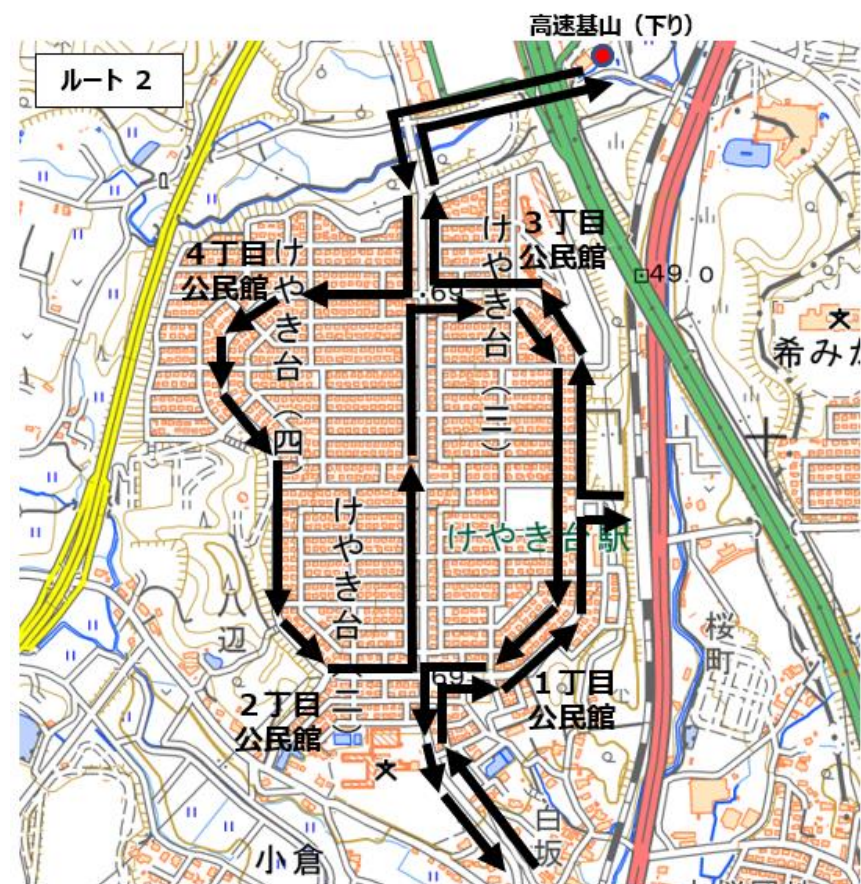 高速基山（下り）
ルート 2
４丁目
公民館
けやき台（四）
けやき台（三）
３丁目
公民館
49.0
69
希みが
けやき台駅
けやき台（二）
八辺
桜町
69
２丁目
公民館
１丁目
公民館
白坂
小倉